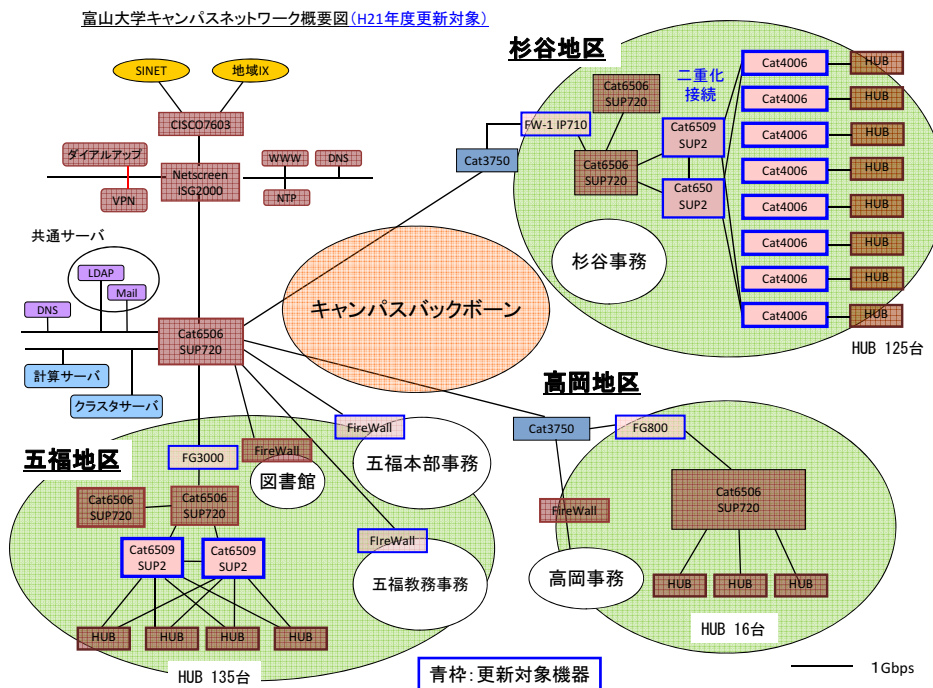 富山大学キャンパスネットワーク概要図(H21年度更新対象)
SINET
地域IX
CISCO7603
ダイアルアップ
VPN
Netscreen
ISG2000
WWW
DNS
NTP
共通サーバ
LDAP
Mail
DNS
Cat6506
SUP720
計算サーバ
クラスタサーバ
キャンパスバックボーン
杉谷地区
Cat3750
FW-1 IP710
Cat6506
SUP720
Cat6506
SUP720
二重化
接続
Cat6509
SUP2
Cat650
SUP2
杉谷事務
Cat4006
HUB
Cat4006
HUB
Cat4006
HUB
Cat4006
HUB
Cat4006
HUB
Cat4006
HUB
Cat4006
HUB
Cat4006
HUB
HUB 125台
五福地区
FG3000
FireWall
図書館
FireWall
五福本部事務
FIreWall
五福教務事務
Cat6506
SUP720
Cat6506
SUP720
Cat6509
SUP2
Cat6509
SUP2
HUB
HUB
HUB
HUB
HUB 135台
高岡地区
Cat3750
FG800
FireWall
高岡事務
Cat6506
SUP720
HUB
HUB
HUB
HUB 16台
青枠：更新対象機器
1Gbps